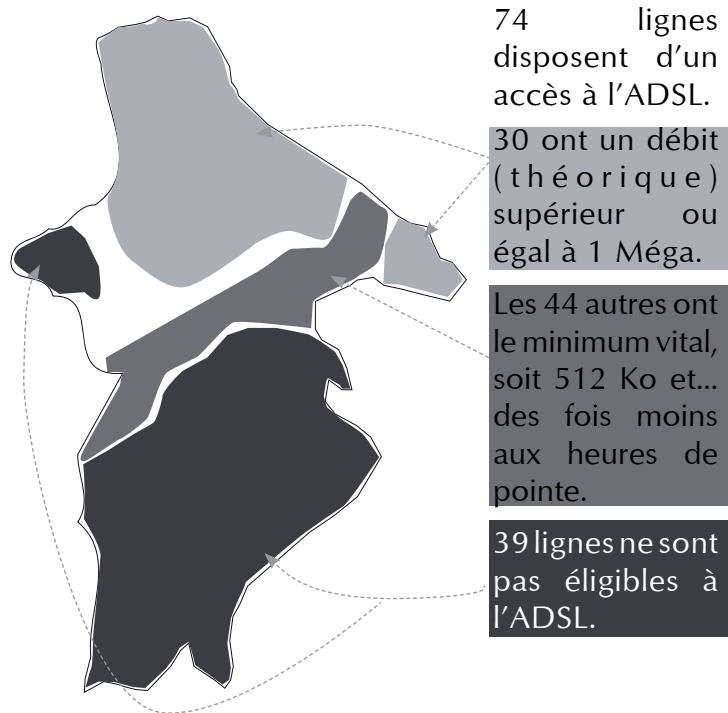 74 lignes
disposent d’un
accès à l’ADSL.
30 ont un débit
(théorique)
supérieur ou
égal à 1 Méga.
Les 44 autres ont
le minimum vital,
soit 512 Ko et...
des fois moins
aux heures de
pointe.
39 lignes ne sont
pas éligibles à
l’ADSL.